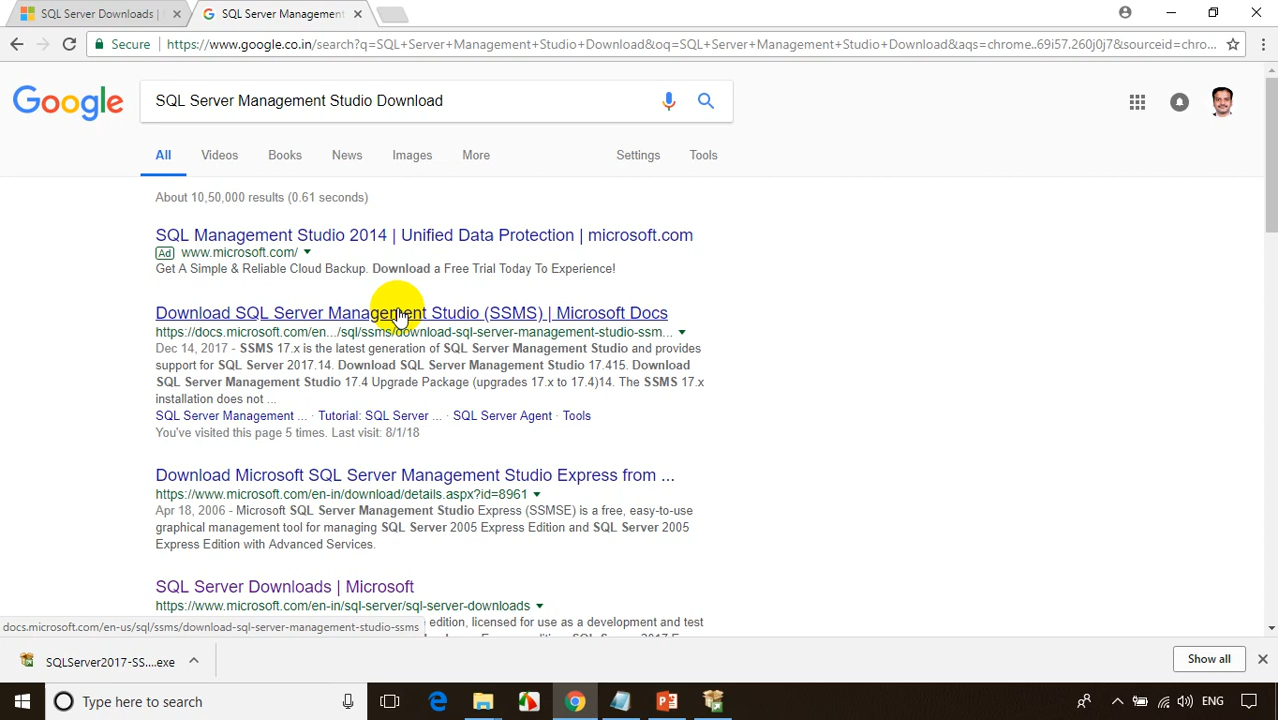 SQL Server Downloads |
SQL Server Management
Secure
https://www.google.co.in/search?q=SQL+Server+Management+Studio+Download&oq=SQL+Server+Management+Studio+Download&aqs=chrome..69i57.260j0j7&sourceid=chro...
Google
SQL Server Management Studio Download
All
Videos
Books
News
Images
More
Settings
Tools
About 10,50,000 results (0.61 seconds)
SQL Management Studio 2014 | Unified Data Protection | microsoft.com
Ad www.microsoft.com/
Get A Simple & Reliable Cloud Backup. Download a Free Trial Today To Experience!
Download SQL Server Management Studio (SSMS) | Microsoft Docs
https://docs.microsoft.com/en.../sql/ssms/download-sql-server-management-studio-ssm...
Dec 14, 2017 - SSMS 17.x is the latest generation of SQL Server Management Studio and provides
support for SQL Server 2017.14. Download SQL Server Management Studio 17.415. Download
SQL Server Management Studio 17.4 Upgrade Package (upgrades 17.x to 17.4)14. The SSMS 17.x
installation does not ...
SQL Server Management ... · Tutorial: SQL Server ... · SQL Server Agent · Tools
You've visited this page 5 times. Last visit: 8/1/18
Download Microsoft SQL Server Management Studio Express from ...
https://www.microsoft.com/en-in/download/details.aspx?id=8961
Apr 18, 2006 - Microsoft SQL Server Management Studio Express (SSMSE) is a free, easy-to-use
graphical management tool for managing SQL Server 2005 Express Edition and SQL Server 2005
Express Edition with Advanced Services.
SQL Server Downloads | Microsoft
https://www.microsoft.com/en-in/sql-server/sql-server-downloads
edition, licensed for use as a development and test
docs.microsoft.com/en-us/sql/ssms/download-sql-server-management-studio-ssms
SQLServer2017-SS....exe
Show all
Type here to search
ENG